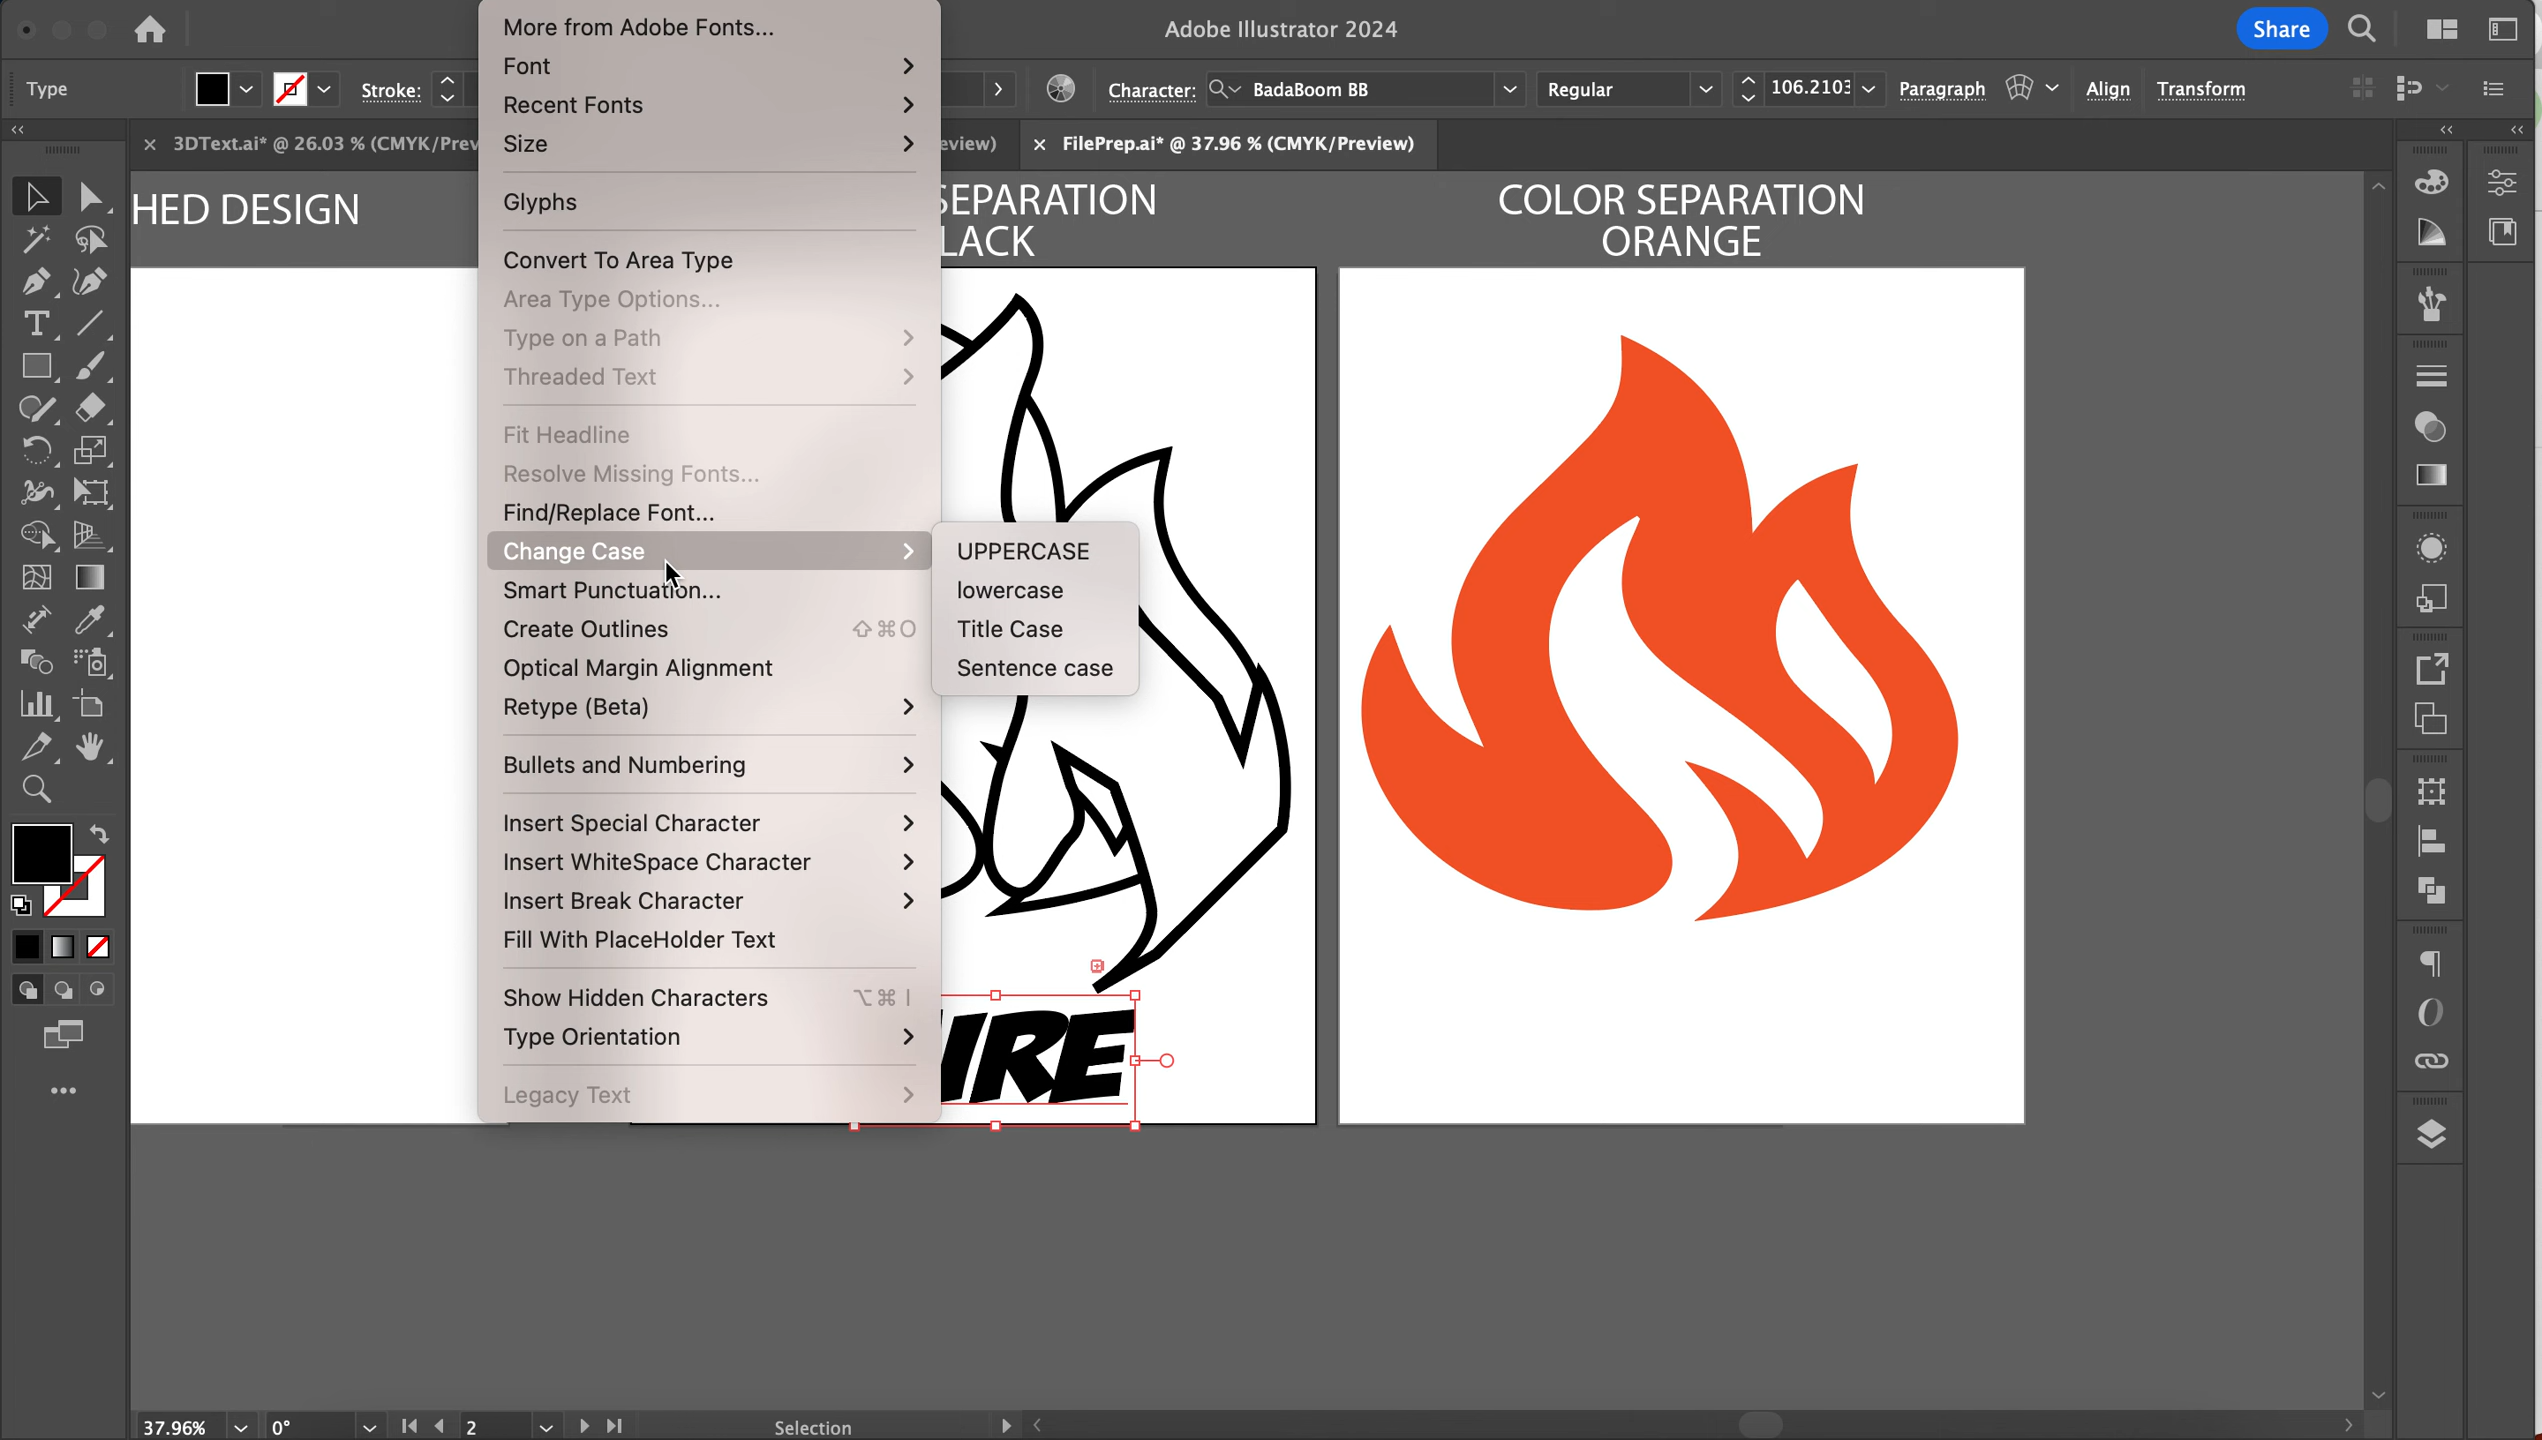 Adobe Illustrator 2024
Share
Type
Stroke:
Character:
BadaBoom BB
Regular
106.2103
Paragraph
Align
Transform
3DText.ai* @ 26.03 % (CMYK/Prev
eview)
FilePrep.ai* @ 37.96 % (CMYK/Preview)
More from Adobe Fonts...
Font
Recent Fonts
Size
Glyphs
Convert To Area Type
Area Type Options...
Type on a Path
Threaded Text
Fit Headline
Resolve Missing Fonts...
Find/Replace Font...
Change Case
Smart Punctuation...
Create Outlines ⇧⌘O
Optical Margin Alignment
Retype (Beta)
Bullets and Numbering
Insert Special Character
Insert WhiteSpace Character
Insert Break Character
Fill With PlaceHolder Text
Show Hidden Characters ⌥⌘I
Type Orientation
Legacy Text
UPPERCASE
lowercase
Title Case
Sentence case
HED DESIGN
SEPARATION
LACK
COLOR SEPARATION
ORANGE
IRE
37.96%
0°
2
Selection